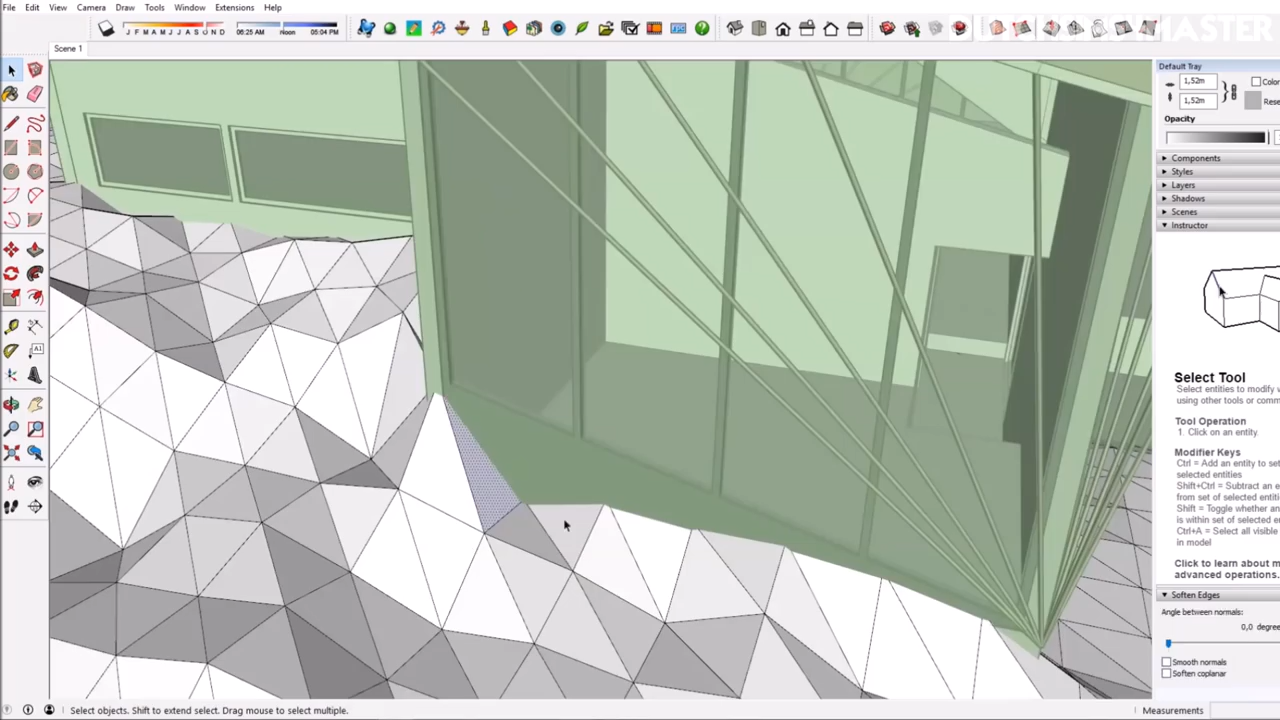 File Edit View Camera Draw Tools Window Extensions Help
J F M A M J J A S O N D 06:25 AM Noon 05:04 PM
Scene 1
Default Tray
1,52m
Color
1,52m
Rese
Opacity
Components
Styles
Layers
Shadows
Scenes
Instructor
Select Tool
Select entities to modify w
using other tools or comm
Tool Operation
1. Click on an entity.
Modifier Keys
Ctrl = Add an entity to set
selected entities
Shift+Ctrl = Subtract an e
from set of selected entiti
Shift = Toggle whether an
is within set of selected e
Ctrl+A = Select all visible
in model
Click to learn about m
advanced operations.
Soften Edges
Angle between normals:
0,0 degree
Smooth normals
Soften coplanar
Select objects. Shift to extend select. Drag mouse to select multiple.
Measurements